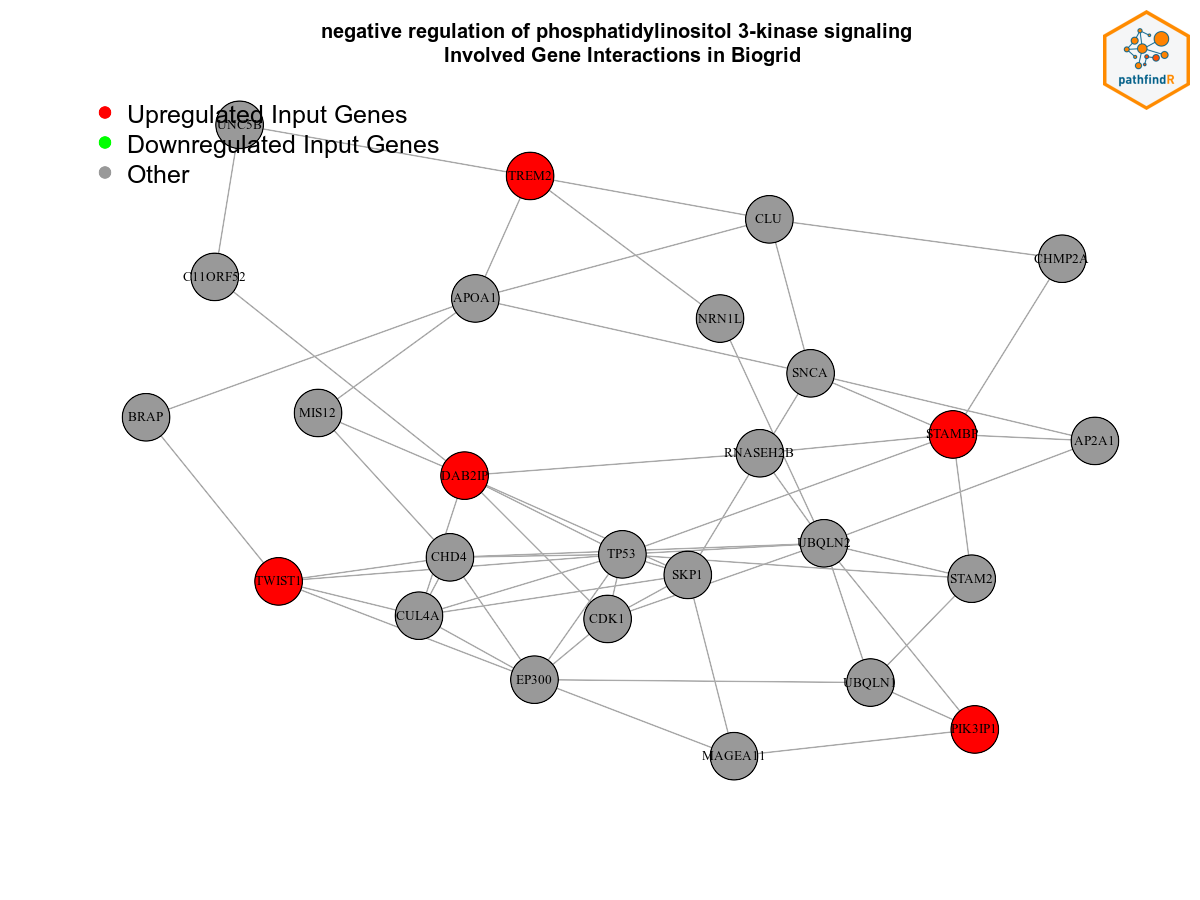 negative regulation of phosphatidylinositol 3-kinase signaling
Involved Gene Interactions in Biogrid
pathfindR
Upregulated Input Genes
UNC5B
Downregulated Input Genes
Other
TREM2
CLU
CHMP2A
C11ORF52
APOA1
NRN1L
SNCA
BRAP
MIS12
STAMBP
AP2A1
RNASEH2B
DAB2IP
UBQLN2
TP53
CHD4
SKP1
TWIST1
STAM2
CUL4A
CDK1
EP300
UBQLN1
PIK3IP1
MAGEA11